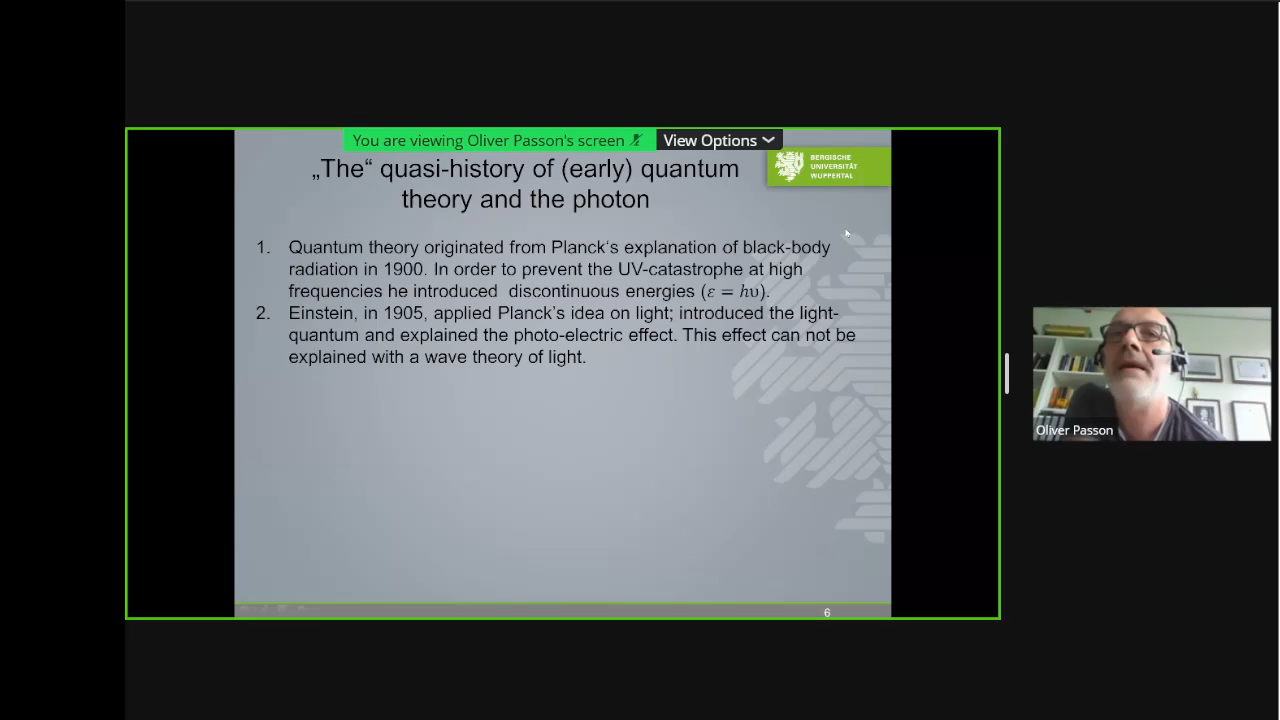 You are viewing Oliver Passon's screen
View Options
„The“ quasi-history of (early) quantum
theory and the photon
BERGISCHE
UNIVERSITÄT
WUPPERTAL
1. Quantum theory originated from Planck‘s explanation of black-body
radiation in 1900. In order to prevent the UV-catastrophe at high
frequencies he introduced discontinuous energies (ε = hυ).
2. Einstein, in 1905, applied Planck’s idea on light; introduced the light-
quantum and explained the photo-electric effect. This effect can not be
explained with a wave theory of light.
6
Oliver Passon